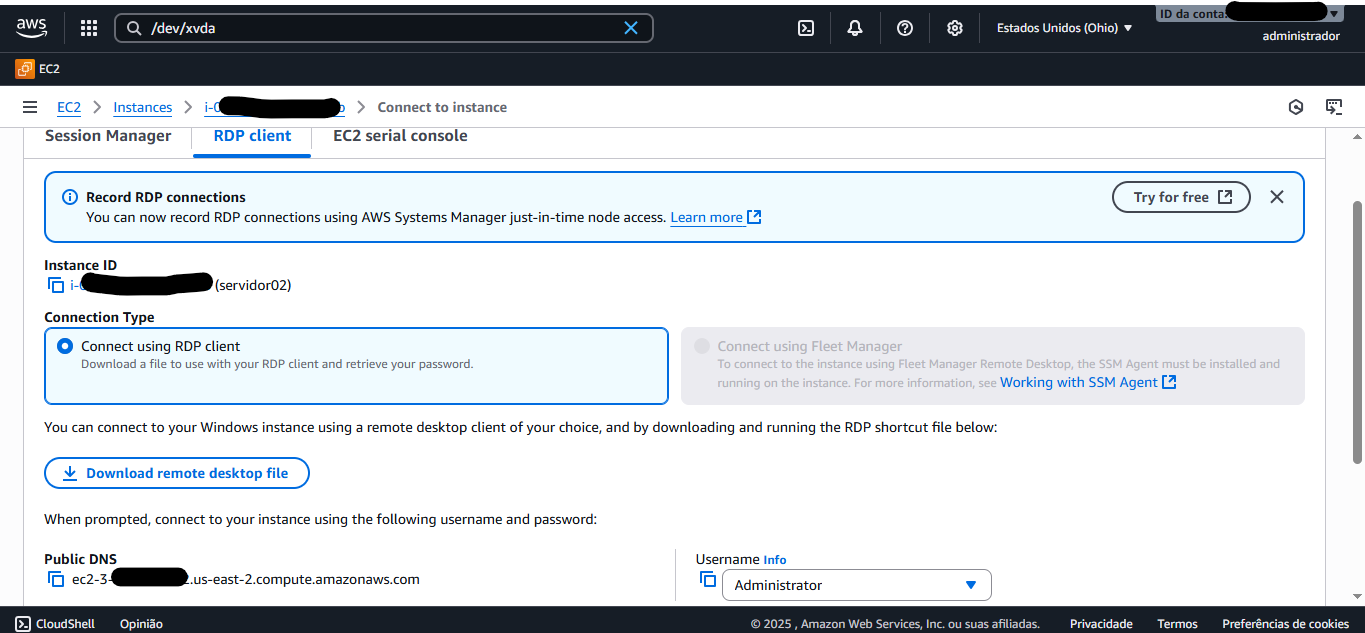 aws
/dev/xvda
Estados Unidos (Ohio)
ID da conta:
administrador
EC2
EC2
Instances
i-0
Connect to instance
Session Manager
RDP client
EC2 serial console
Record RDP connections
You can now record RDP connections using AWS Systems Manager just-in-time node access. Learn more
Try for free
Instance ID
i-0 (servidor02)
Connection Type
Connect using RDP client
Download a file to use with your RDP client and retrieve your password.
Connect using Fleet Manager
To connect to the instance using Fleet Manager Remote Desktop, the SSM Agent must be installed and
running on the instance. For more information, see Working with SSM Agent
You can connect to your Windows instance using a remote desktop client of your choice, and by downloading and running the RDP shortcut file below:
Download remote desktop file
When prompted, connect to your instance using the following username and password:
Public DNS
ec2-3- .us-east-2.compute.amazonaws.com
Username Info
Administrator
CloudShell
Opinião
© 2025 , Amazon Web Services, Inc. ou suas afiliadas.
Privacidade
Termos
Preferências de cookies